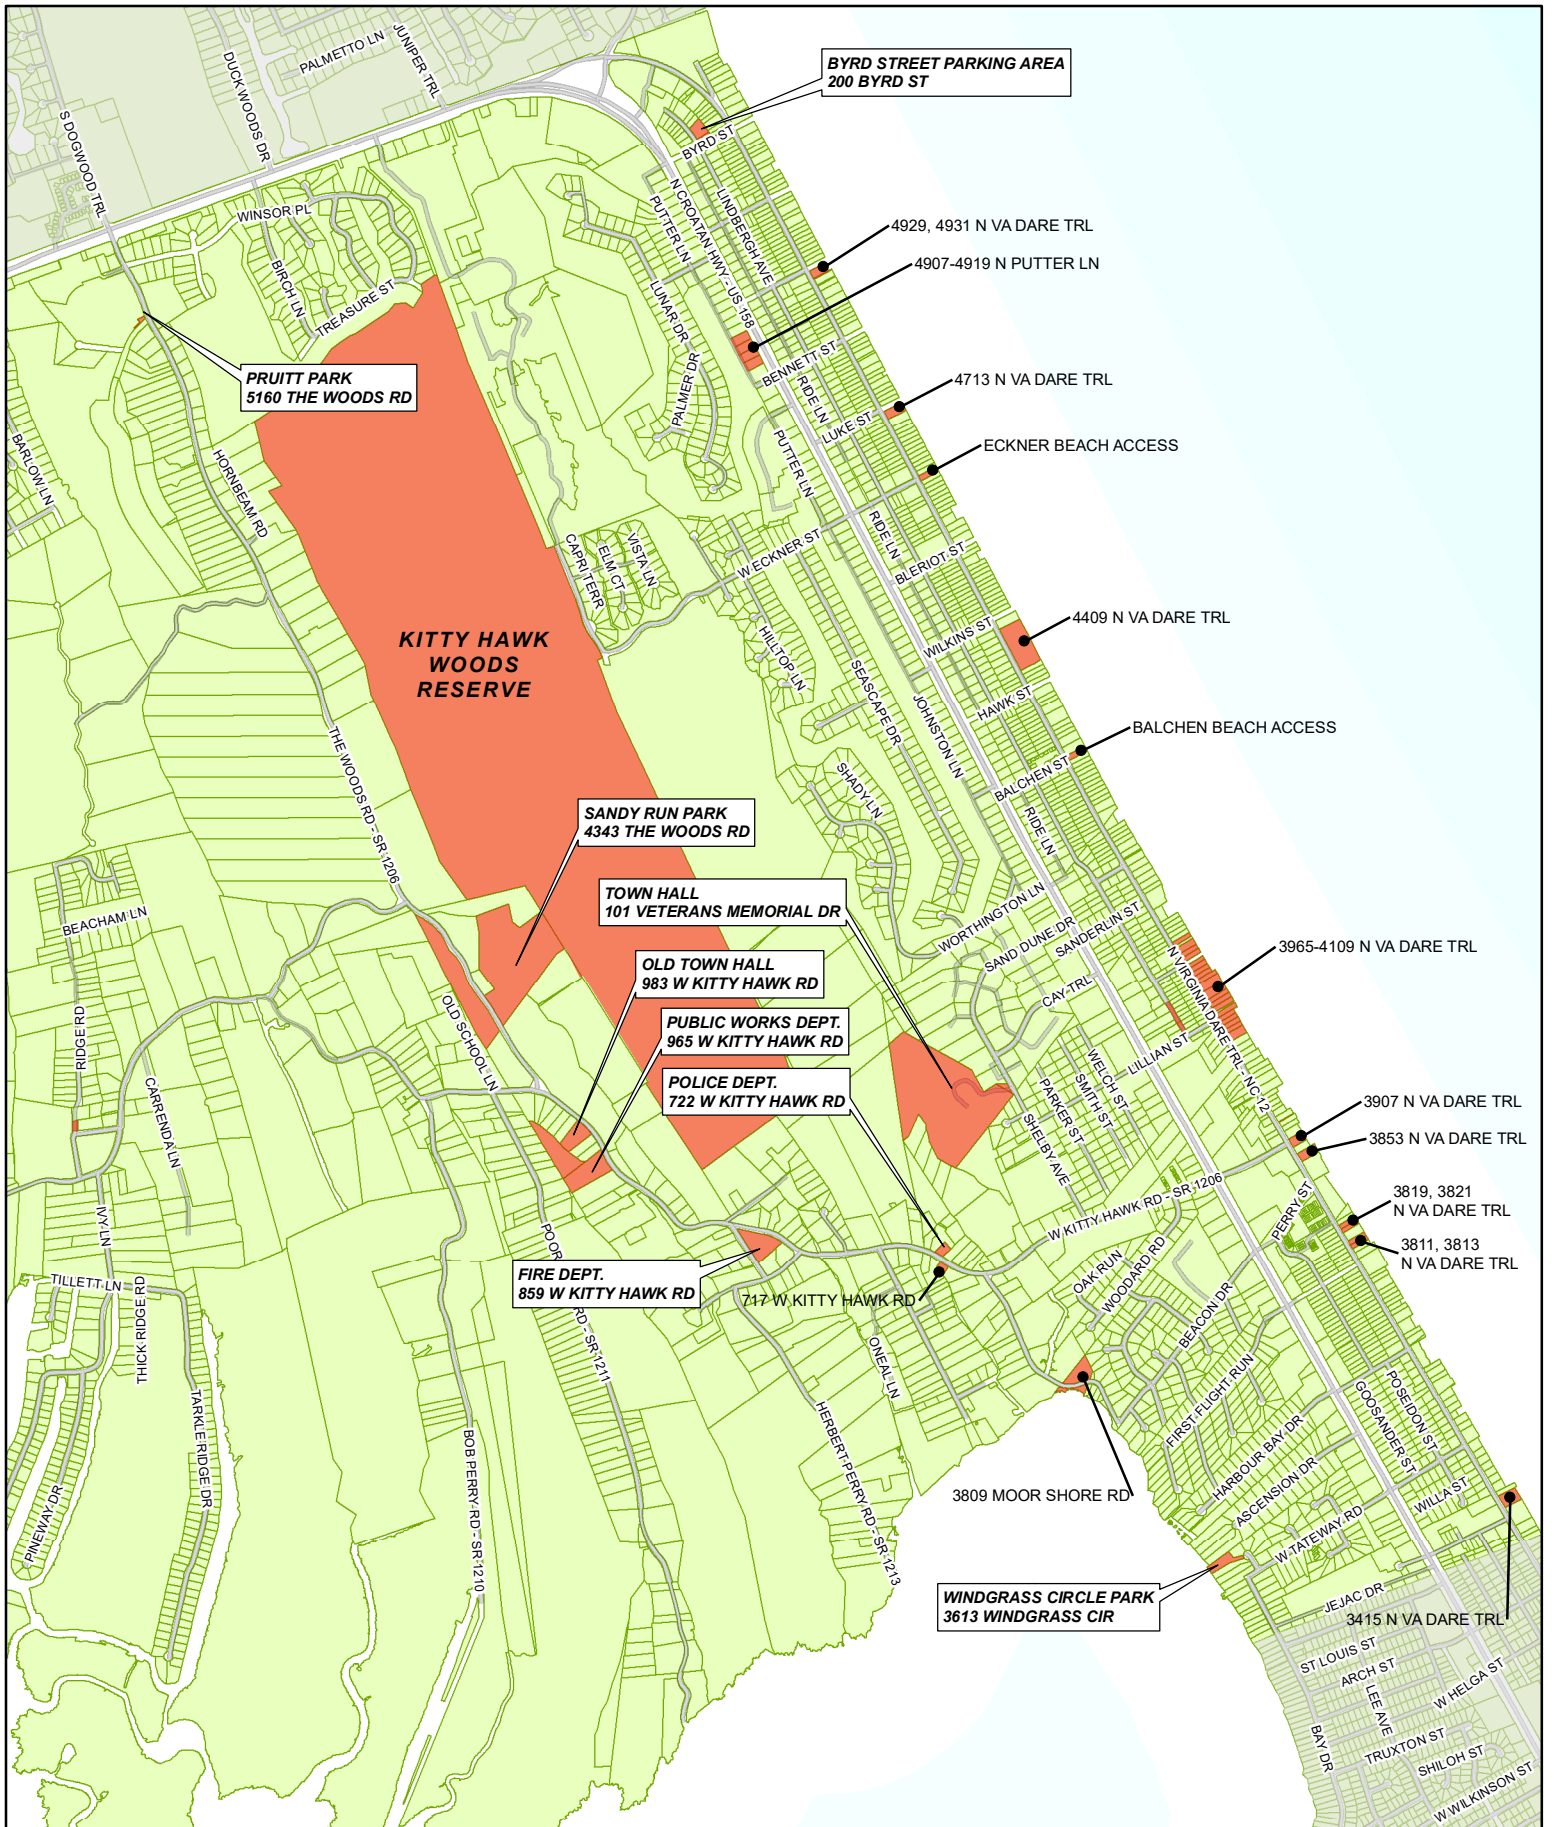 PALMETTO LN
JUNIPER TRL
DUCK WOODS DR
S DOGWOOD TRL
BYRD STREET PARKING AREA
200 BYRD ST
BYRD ST
WINSOR PL
PUTTER LN
N CROATAN HWY - US 158
LINDBERGH AVE
4929, 4931 N VA DARE TRL
4907-4919 N PUTTER LN
BIRCH LN
TREASURE ST
LUNAR DR
PALMER DR
BENNETT ST
PRUITT PARK
5160 THE WOODS RD
4713 N VA DARE TRL
RIDE LN
LUKE ST
BARLOW LN
HORNBEAM RD
PUTTER LN
ECKNER BEACH ACCESS
CAPRI TERR
ELM CT
VISTA LN
W ECKNER ST
RIDE LN
BLERIOT ST
KITTY HAWK
WOODS
RESERVE
HILLTOP LN
SEASCAPE DR
WILKINS ST
4409 N VA DARE TRL
JOHNSTON LN
HAWK ST
THE WOODS RD - SR 1206
BALCHEN BEACH ACCESS
BALCHEN ST
SHADY LN
RIDE LN
SANDY RUN PARK
4343 THE WOODS RD
TOWN HALL
101 VETERANS MEMORIAL DR
BEACHAM LN
WORTHINGTON LN
SAND DUNE DR
SANDERLIN ST
3965-4109 N VA DARE TRL
OLD TOWN HALL
983 W KITTY HAWK RD
CAY TRL
N VIRGINIA DARE TRL - NC 12
OLD SCHOOL LN
RIDGE RD
PUBLIC WORKS DEPT.
965 W KITTY HAWK RD
LILLIAN ST
WELCH ST
SMITH ST
PARKER ST
SHELBY AVE
POLICE DEPT.
722 W KITTY HAWK RD
CARRENDA LN
3907 N VA DARE TRL
3853 N VA DARE TRL
W KITTY HAWK RD - SR 1206
3819, 3821
N VA DARE TRL
PERRY ST
IVY LN
3811, 3813
N VA DARE TRL
POOR RD - SR 1211
WOODARD RD
OAK RUN
FIRE DEPT.
859 W KITTY HAWK RD
717 W KITTY HAWK RD
TILLETT LN
THICK RIDGE RD
BEACON DR
ONEAL LN
FIRST FLIGHT RUN
POSEIDON ST
GOOSANDER ST
TARKLE RIDGE DR
HERBERT PERRY RD - SR 1213
BOB PERRY RD - SR 1210
HARBOUR BAY DR
ASCENSION DR
3809 MOOR SHORE RD
WILLA ST
PINEWAY DR
W TATEWAY RD
WINDGRASS CIRCLE PARK
3613 WINDGRASS CIR
JEJAC DR
3415 N VA DARE TRL
ST LOUIS ST
ARCH ST
LEE AVE
W HELGA ST
BAY DR
TRUXTON ST
SHILOH ST
W WILKINSON ST